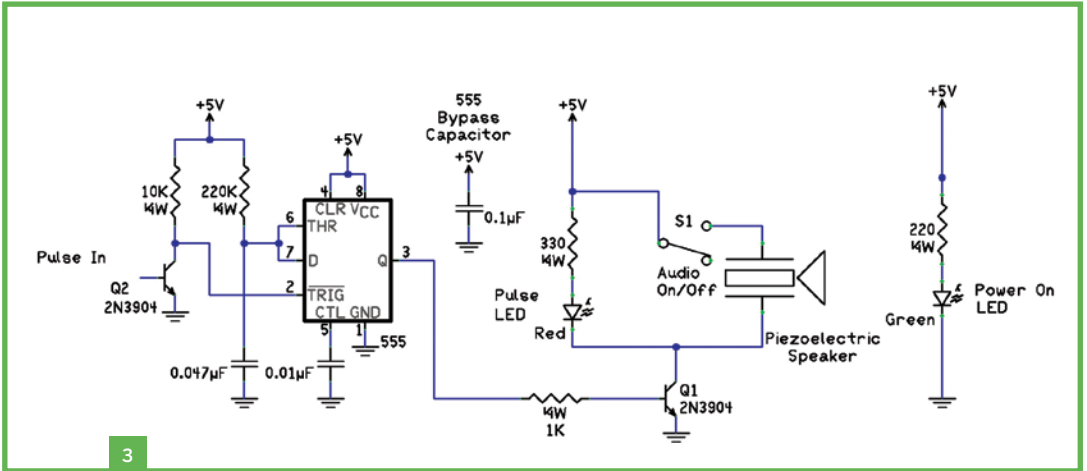 +5V
10K
¼W
220K
¼W
Pulse In
Q2
2N3904
0.047µF
0.01µF
+5V
4
8
CLR VCC
6
THR
7
D
Q
3
2
TRIG
CTL GND
5
1
555
555
Bypass
Capacitor
+5V
0.1µF
+5V
330
¼W
Pulse
LED
Red
S1
Audio
On/Off
Piezoelectric
Speaker
¼W
1K
Q1
2N3904
+5V
220
¼W
Green
Power On
LED
3